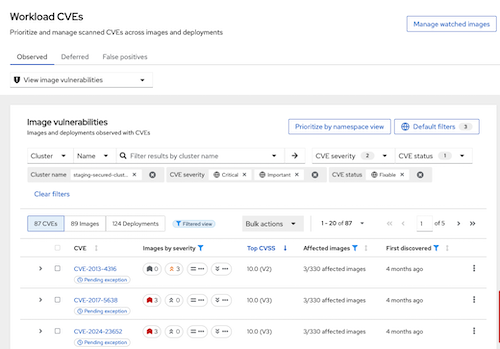 Workload CVEs
Prioritize and manage scanned CVEs across images and deployments
Manage watched images
Observed Deferred False positives
View image vulnerabilities
Image vulnerabilities
Images and deployments observed with CVEs
Prioritize by namespace view
Default filters 3
Cluster Name Filter results by cluster name CVE severity 2 CVE status 1
Cluster name staging-secured-clust... CVE severity Critical Important CVE status Fixable
Clear filters
87 CVEs 89 Images 124 Deployments Filtered view Bulk actions 1 - 20 of 87 1 of 5
CVE Images by severity Top CVSS Affected images First discovered
CVE-2013-4316 0 3 10.0 (V2) 3/330 affected images 4 months ago
Pending exception
CVE-2017-5638 3 0 10.0 (V3) 3/330 affected images 4 months ago
Pending exception
CVE-2024-23652 3 0 10.0 (V3) 3/330 affected images 4 months ago
Pending exception